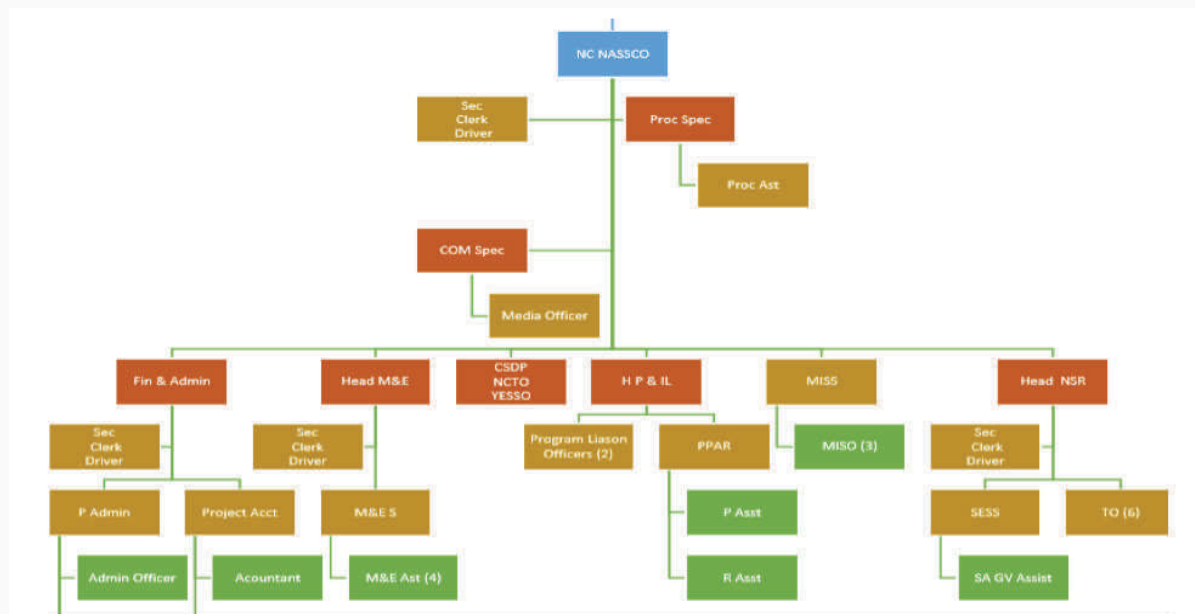 NC NASSCO
Sec
Clerk
Driver
Proc Spec
Proc Ast
COM Spec
Media Officer
Fin & Admin
Head M&E
CSDP
NCTO
YESSO
H P & IL
MISS
Head NSR
Sec
Clerk
Driver
Sec
Clerk
Driver
Program Liason
Officers (2)
PPAR
MISO (3)
Sec
Clerk
Driver
P Admin
Project Acct
M&E S
P Asst
SESS
TO (6)
Admin Officer
Acountant
M&E Ast (4)
R Asst
SA GV Assist